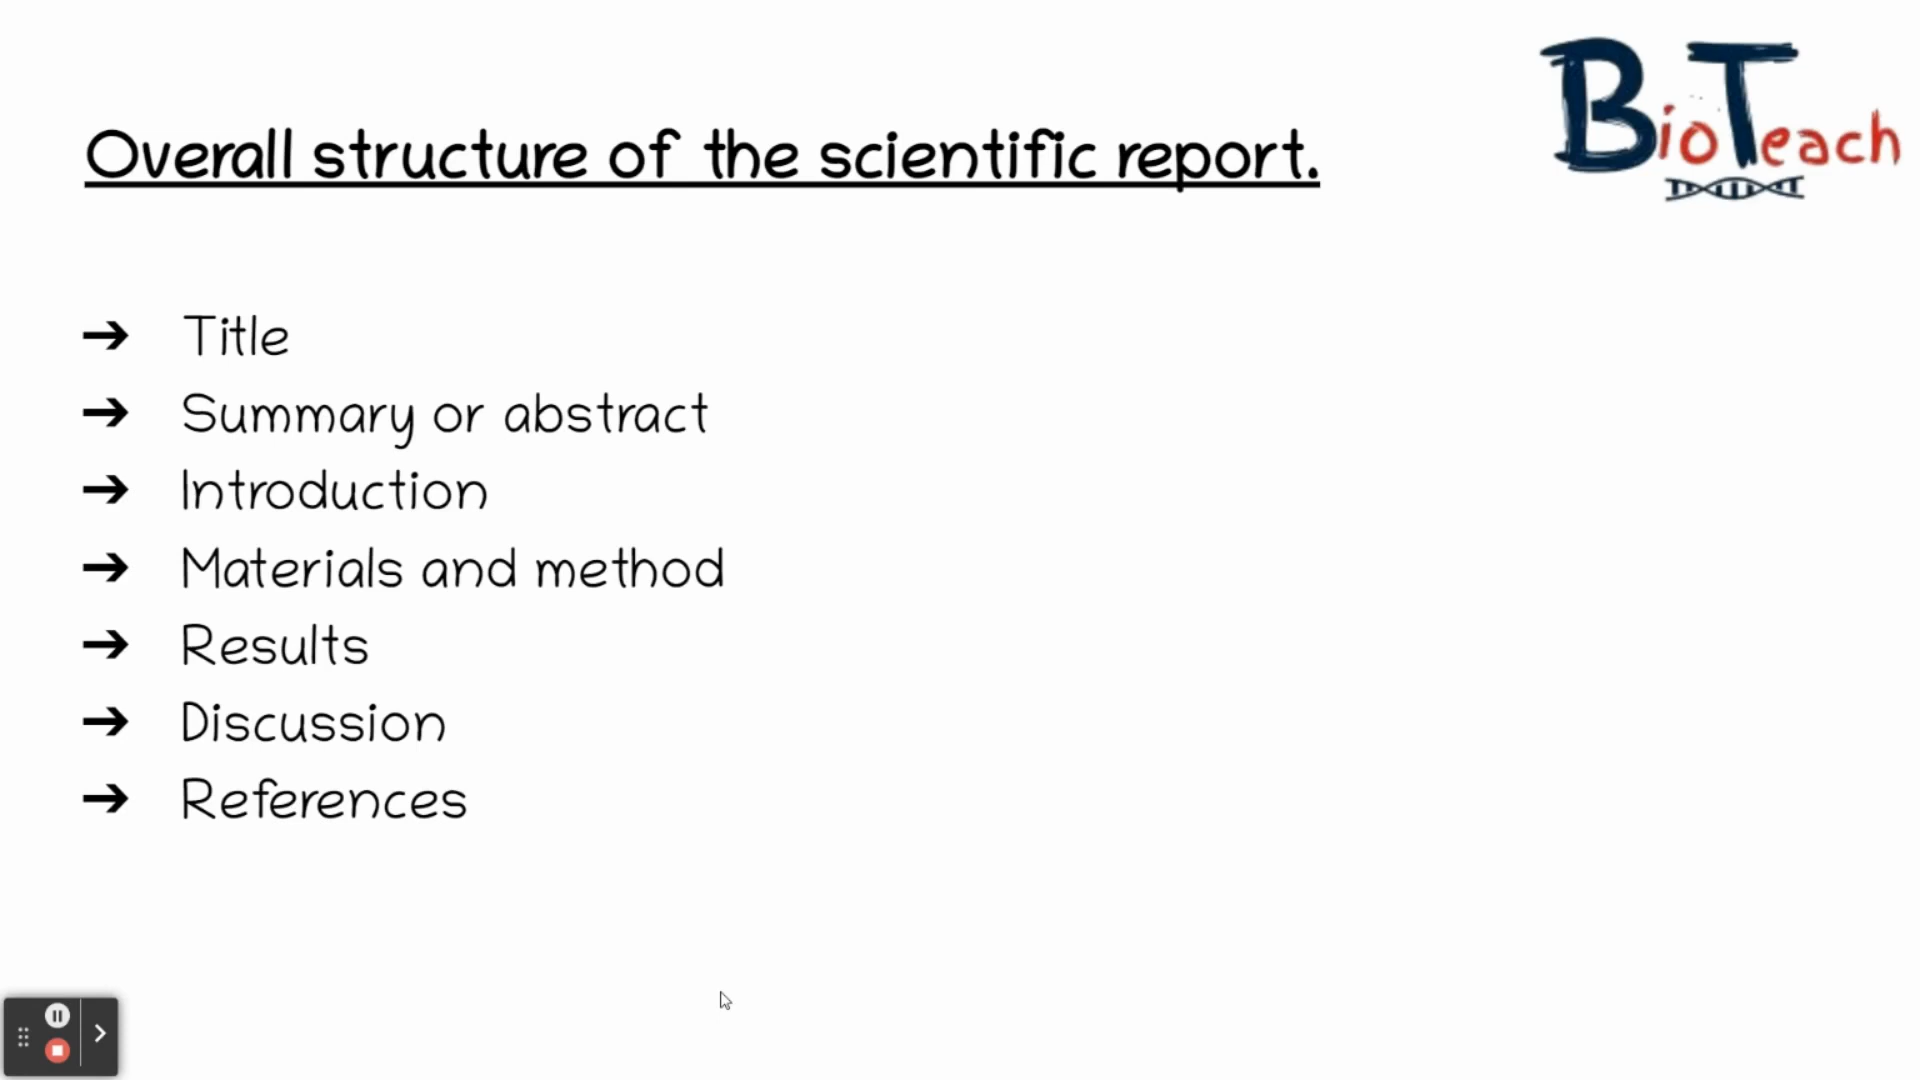 Overall structure of the scientific report.
BioTeach
➔ Title
➔ Summary or abstract
➔ Introduction
➔ Materials and method
➔ Results
➔ Discussion
➔ References